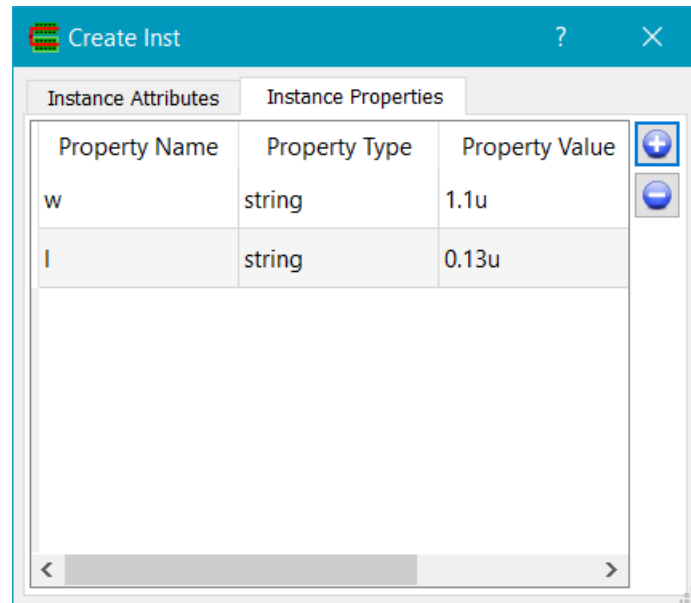 Create Inst ?
Instance Attributes Instance Properties
Property Name Property Type Property Value
w string 1.1u
l string 0.13u